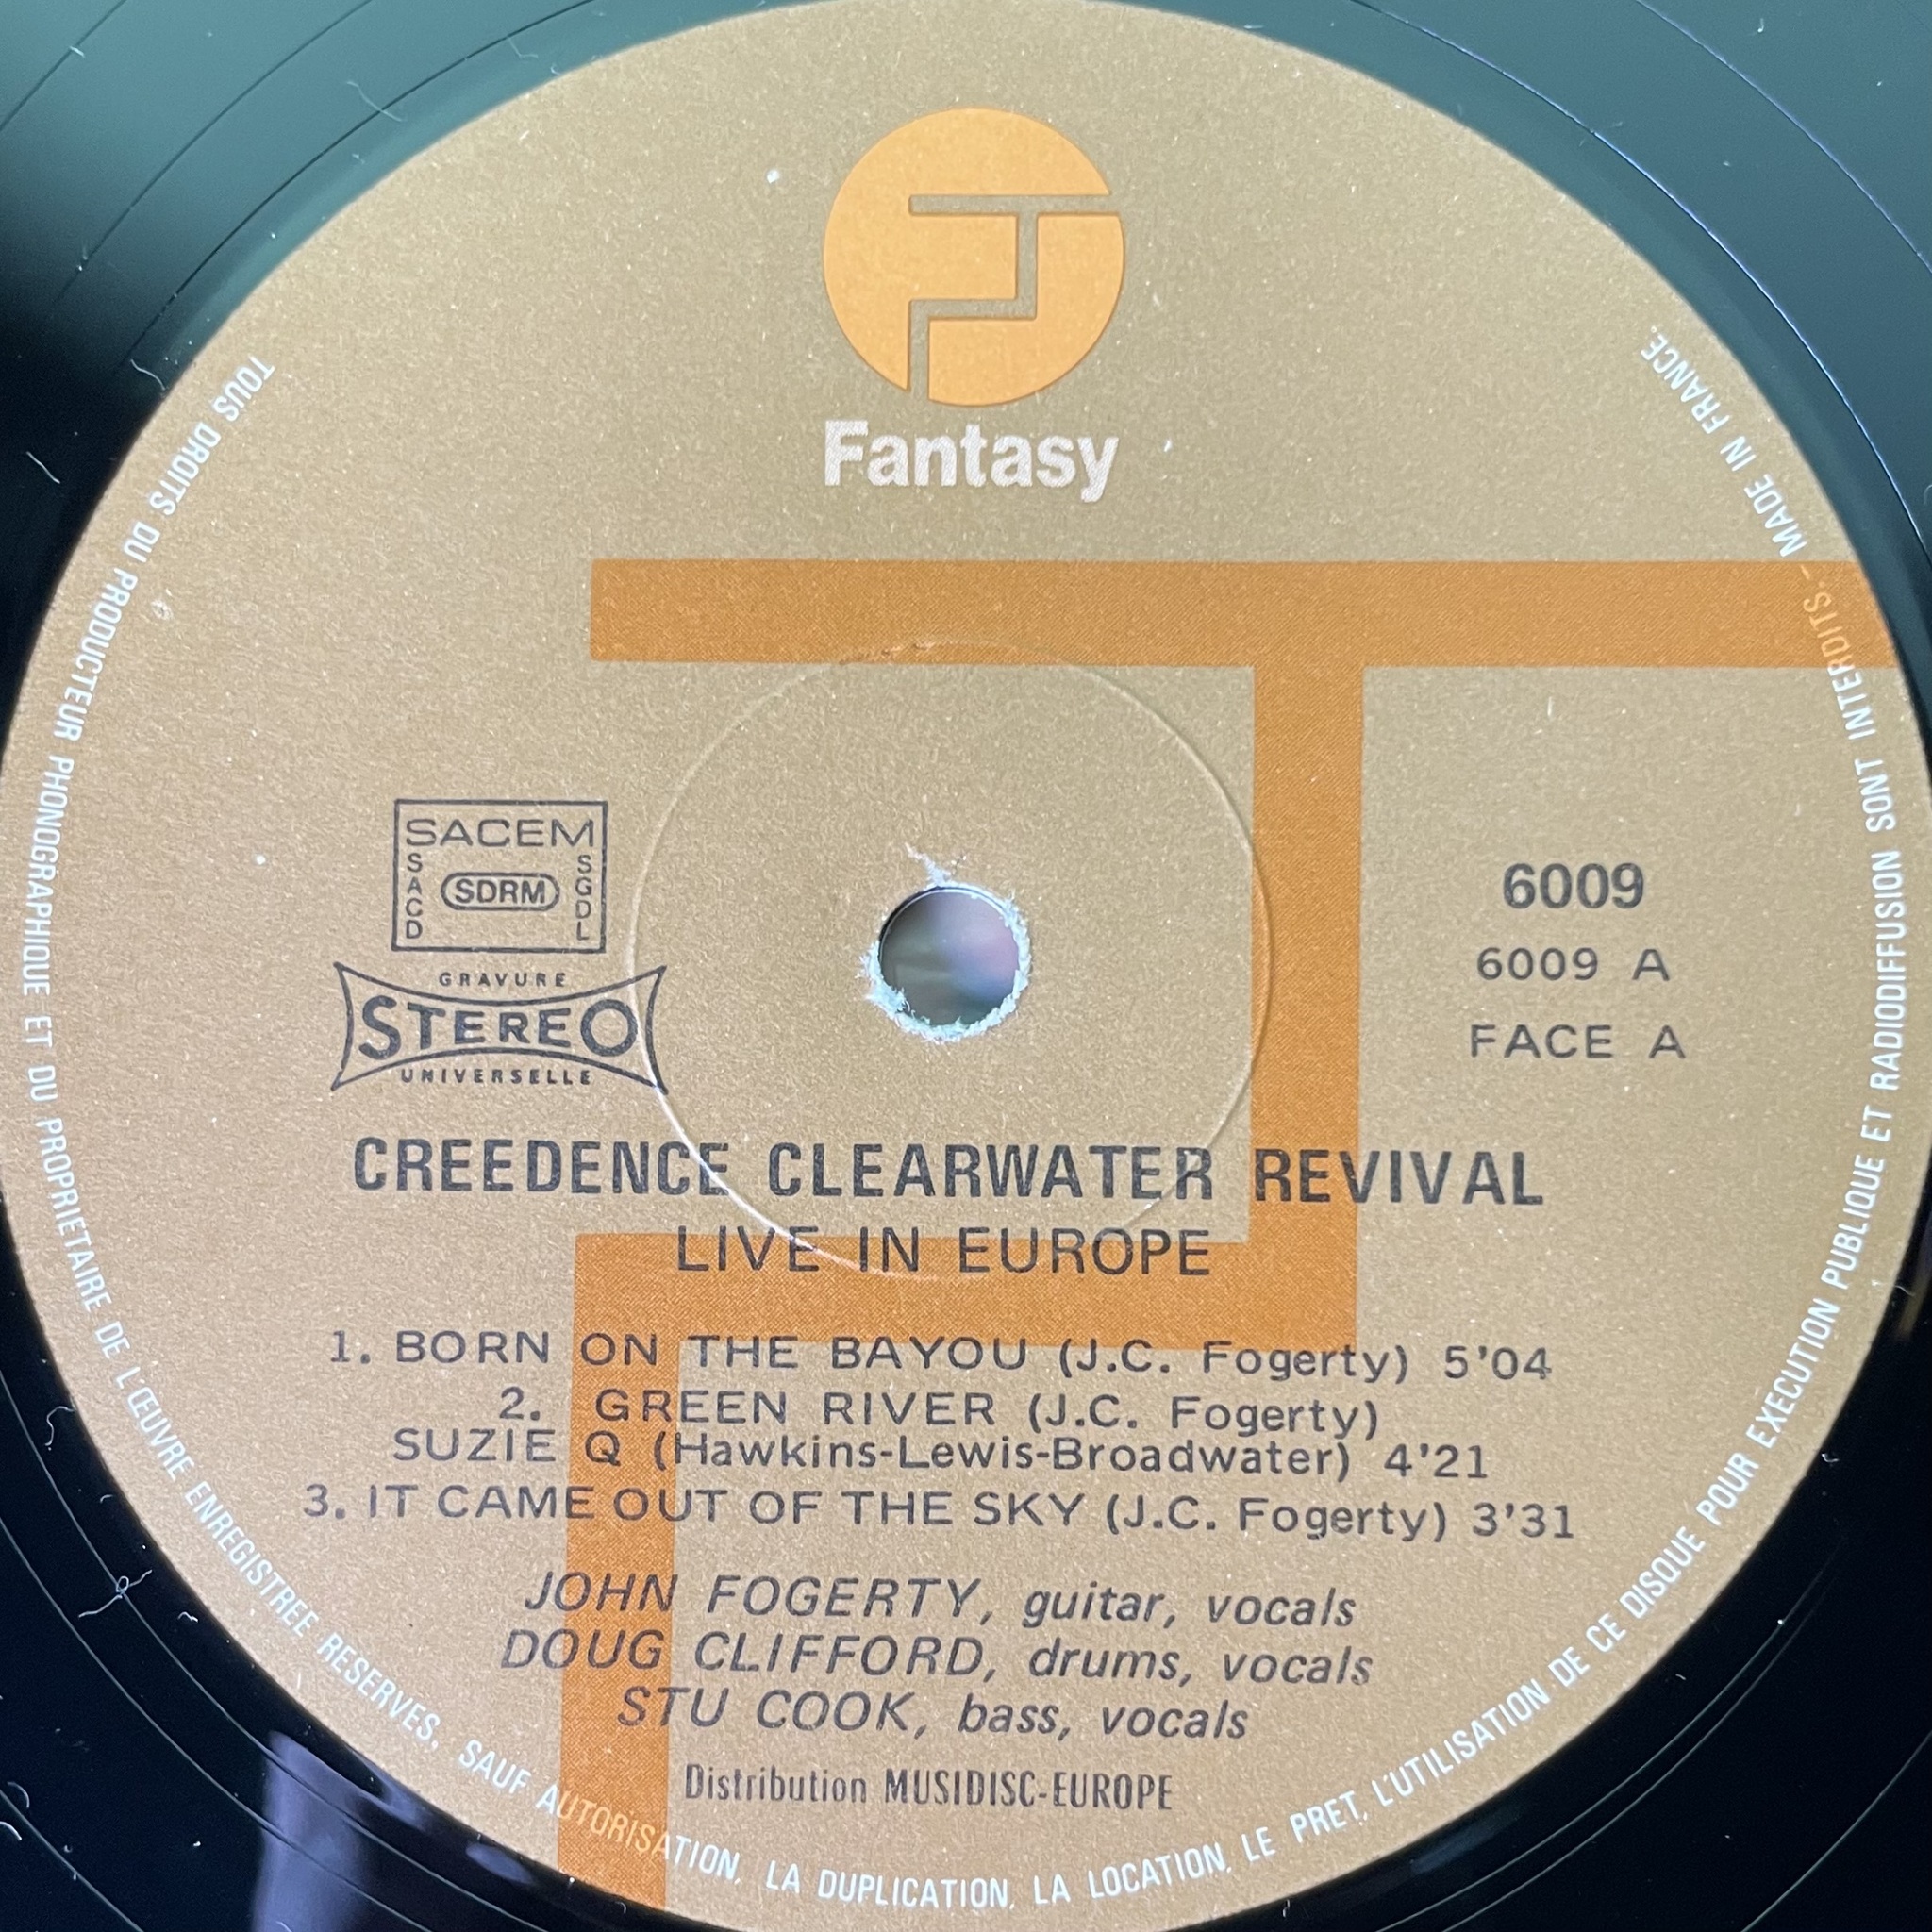 Fantasy
SACEM
SACD
SDRM
SGDL
GRAVURE
STEREO
UNIVERSELLE
6009
6009 A
FACE A
CREEDENCE CLEARWATER REVIVAL
LIVE IN EUROPE
1. BORN ON THE BAYOU (J.C. Fogerty) 5'04
2. GREEN RIVER (J.C. Fogerty)
SUZIE Q (Hawkins-Lewis-Broadwater) 4'21
3. IT CAME OUT OF THE SKY (J.C. Fogerty) 3'31
JOHN FOGERTY, guitar, vocals
DOUG CLIFFORD, drums, vocals
STU COOK, bass, vocals
Distribution MUSIDISC-EUROPE
TOUS DROITS DU PRODUCTEUR PHONOGRAPHIQUE ET DU PROPRIETAIRE DE L'ŒUVRE ENREGISTREE RESERVES. SAUF AUTORISATION, LA DUPLICATION, LA LOCATION, LE PRET, L'UTILISATION DE CE DISQUE POUR EXECUTION PUBLIQUE ET RADIODIFFUSION SONT INTERDITS.- MADE IN FRANCE